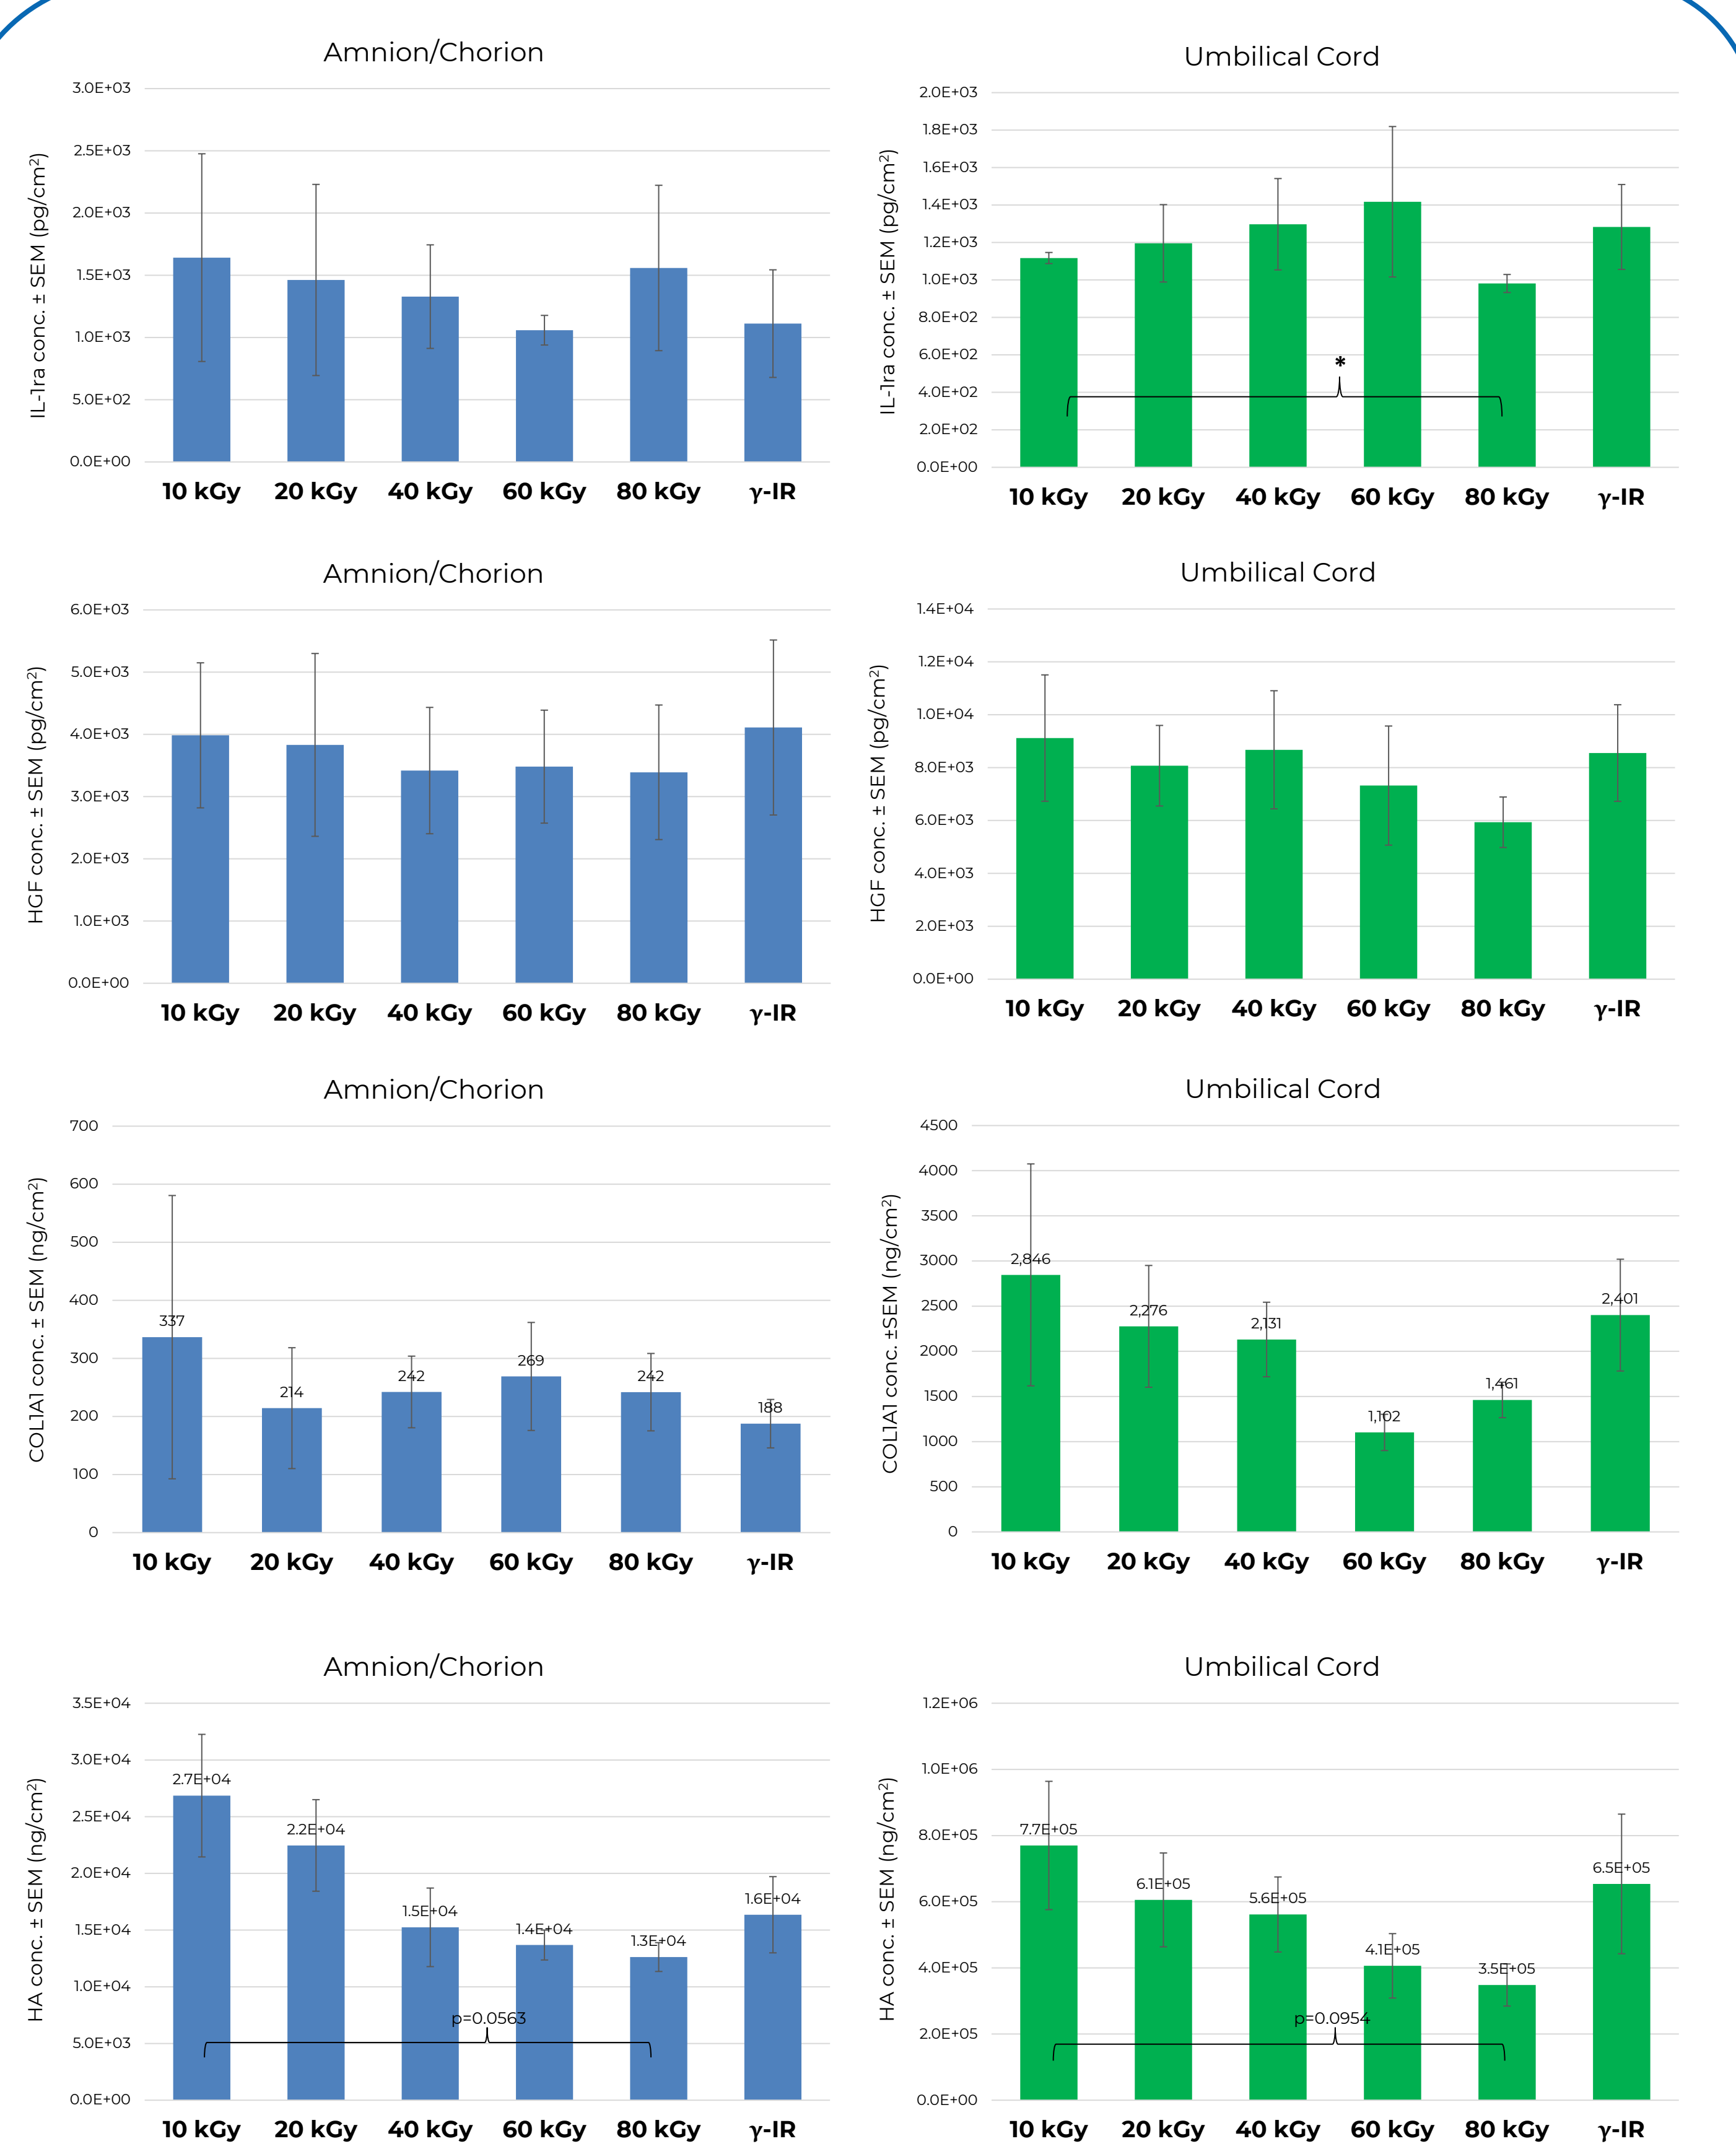 Amnion/Chorion
IL-1ra conc. ± SEM (pg/cm²)
3.0E+03
2.5E+03
2.0E+03
1.5E+03
1.0E+03
5.0E+02
0.0E+00
10 kGy 20 kGy 40 kGy 60 kGy 80 kGy γ-IR
Umbilical Cord
IL-1ra conc. ± SEM (pg/cm²)
2.0E+03
1.8E+03
1.6E+03
1.4E+03
1.2E+03
1.0E+03
8.0E+02
6.0E+02
4.0E+02
2.0E+02
0.0E+00
*
10 kGy 20 kGy 40 kGy 60 kGy 80 kGy γ-IR
Amnion/Chorion
HGF conc. ± SEM (pg/cm²)
6.0E+03
5.0E+03
4.0E+03
3.0E+03
2.0E+03
1.0E+03
0.0E+00
10 kGy 20 kGy 40 kGy 60 kGy 80 kGy γ-IR
Umbilical Cord
HGF conc. ± SEM (pg/cm²)
1.4E+04
1.2E+04
1.0E+04
8.0E+03
6.0E+03
4.0E+03
2.0E+03
0.0E+00
10 kGy 20 kGy 40 kGy 60 kGy 80 kGy γ-IR
Amnion/Chorion
COL1A1 conc. ± SEM (ng/cm²)
700
600
500
400
300
200
100
0
337 214 242 269 242 188
10 kGy 20 kGy 40 kGy 60 kGy 80 kGy γ-IR
Umbilical Cord
COL1A1 conc. ±SEM (ng/cm²)
4500
4000
3500
3000
2500
2000
1500
1000
500
0
2,846 2,276 2,131 1,102 1,461 2,401
10 kGy 20 kGy 40 kGy 60 kGy 80 kGy γ-IR
Amnion/Chorion
HA conc. ± SEM (ng/cm²)
3.5E+04
3.0E+04
2.5E+04
2.0E+04
1.5E+04
1.0E+04
5.0E+03
0.0E+00
2.7E+04 2.2E+04 1.5E+04 1.4E+04 1.3E+04 1.6E+04
p=0.0563
10 kGy 20 kGy 40 kGy 60 kGy 80 kGy γ-IR
Umbilical Cord
HA conc. ± SEM (ng/cm²)
1.2E+06
1.0E+06
8.0E+05
6.0E+05
4.0E+05
2.0E+05
0.0E+00
7.7E+05 6.1E+05 5.6E+05 4.1E+05 3.5E+05 6.5E+05
p=0.0954
10 kGy 20 kGy 40 kGy 60 kGy 80 kGy γ-IR